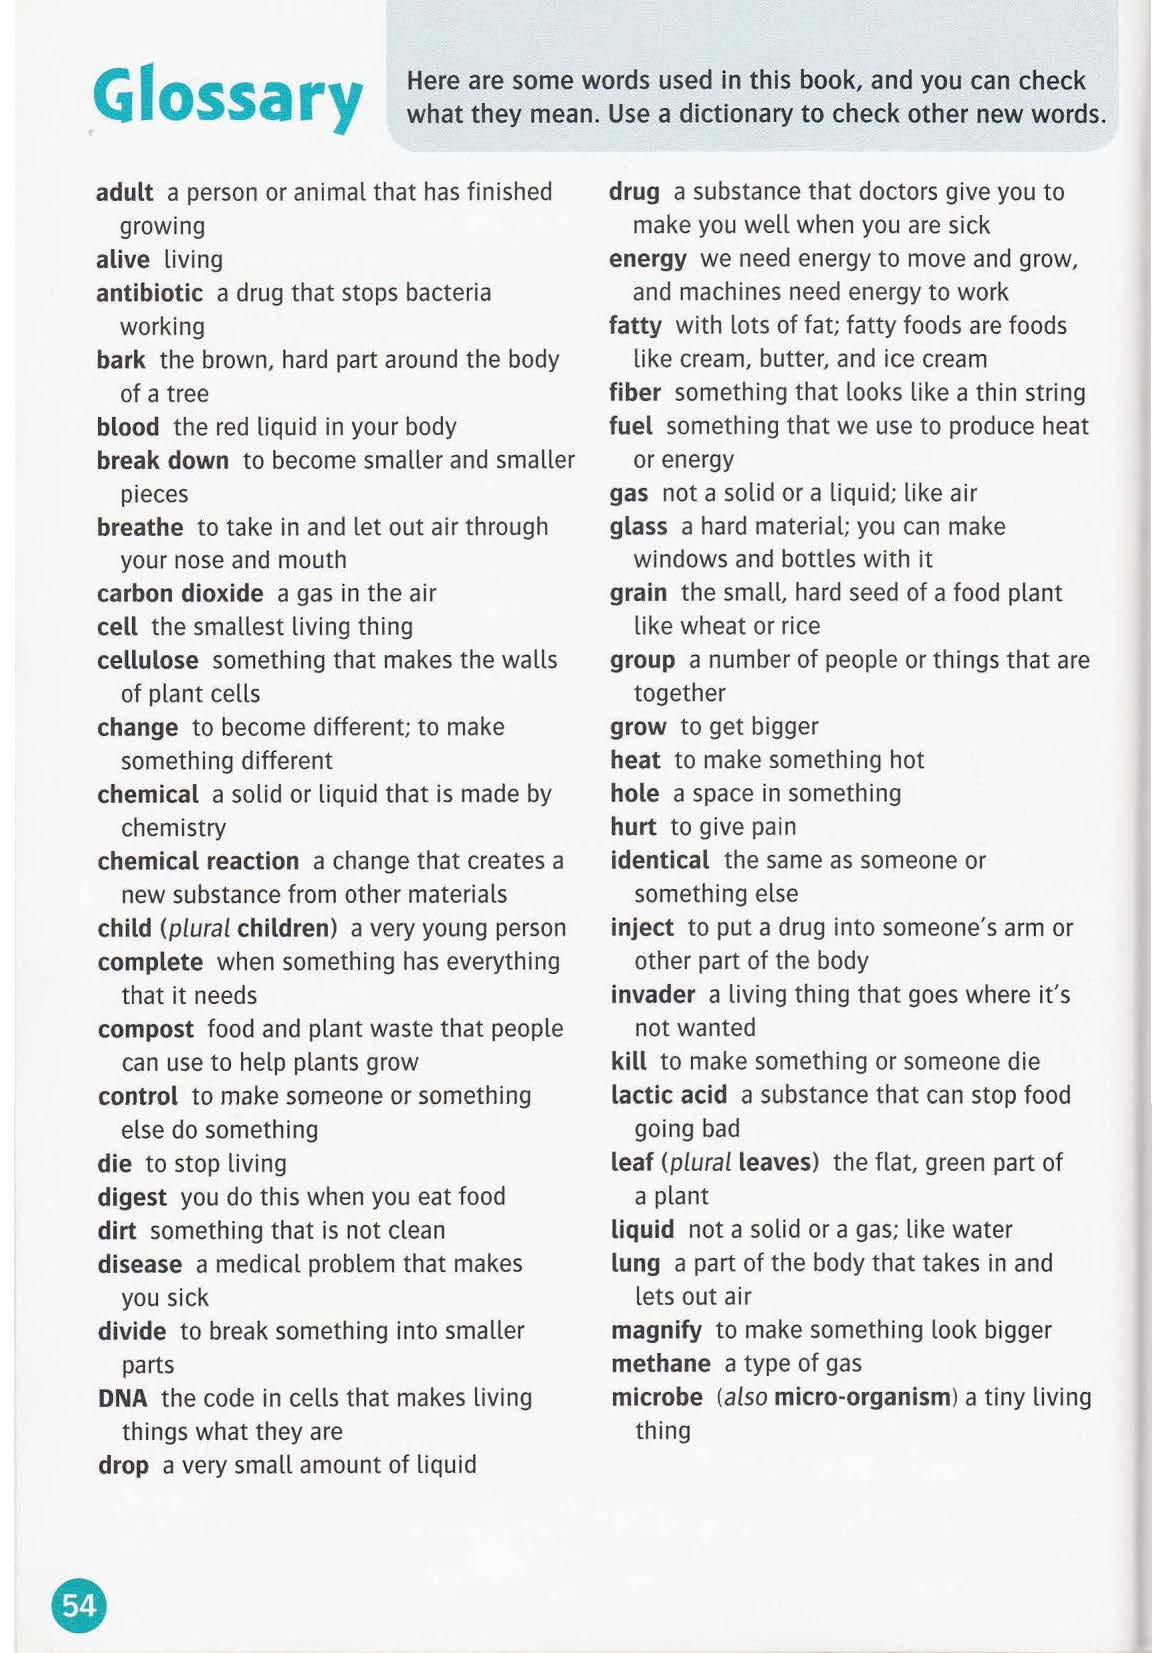 Glossary
Here are some words used in this book, and you can check
what they mean. Use a dictionary to check other new words.
adult a person or animal that has finished
growing
alive living
antibiotic a drug that stops bacteria
working
bark the brown, hard part around the body
of a tree
blood the red liquid in your body
break down to become smaller and smaller
pieces
breathe to take in and let out air through
your nose and mouth
carbon dioxide a gas in the air
cell the smallest living thing
cellulose something that makes the walls
of plant cells
change to become different; to make
something different
chemical a solid or liquid that is made by
chemistry
chemical reaction a change that creates a
new substance from other materials
child (plural children) a very young person
complete when something has everything
that it needs
compost food and plant waste that people
can use to help plants grow
control to make someone or something
else do something
die to stop living
digest you do this when you eat food
dirt something that is not clean
disease a medical problem that makes
you sick
divide to break something into smaller
parts
DNA the code in cells that makes living
things what they are
drop a very small amount of liquid
drug a substance that doctors give you to
make you well when you are sick
energy we need energy to move and grow,
and machines need energy to work
fatty with lots of fat; fatty foods are foods
like cream, butter, and ice cream
fiber something that looks like a thin string
fuel something that we use to produce heat
or energy
gas not a solid or a liquid; like air
glass a hard material; you can make
windows and bottles with it
grain the small, hard seed of a food plant
like wheat or rice
group a number of people or things that are
together
grow to get bigger
heat to make something hot
hole a space in something
hurt to give pain
identical the same as someone or
something else
inject to put a drug into someone's arm or
other part of the body
invader a living thing that goes where it's
not wanted
kill to make something or someone die
lactic acid a substance that can stop food
going bad
leaf (plural leaves) the flat, green part of
a plant
liquid not a solid or a gas; like water
lung a part of the body that takes in and
lets out air
magnify to make something look bigger
methane a type of gas
microbe (also micro-organism) a tiny living
thing
54